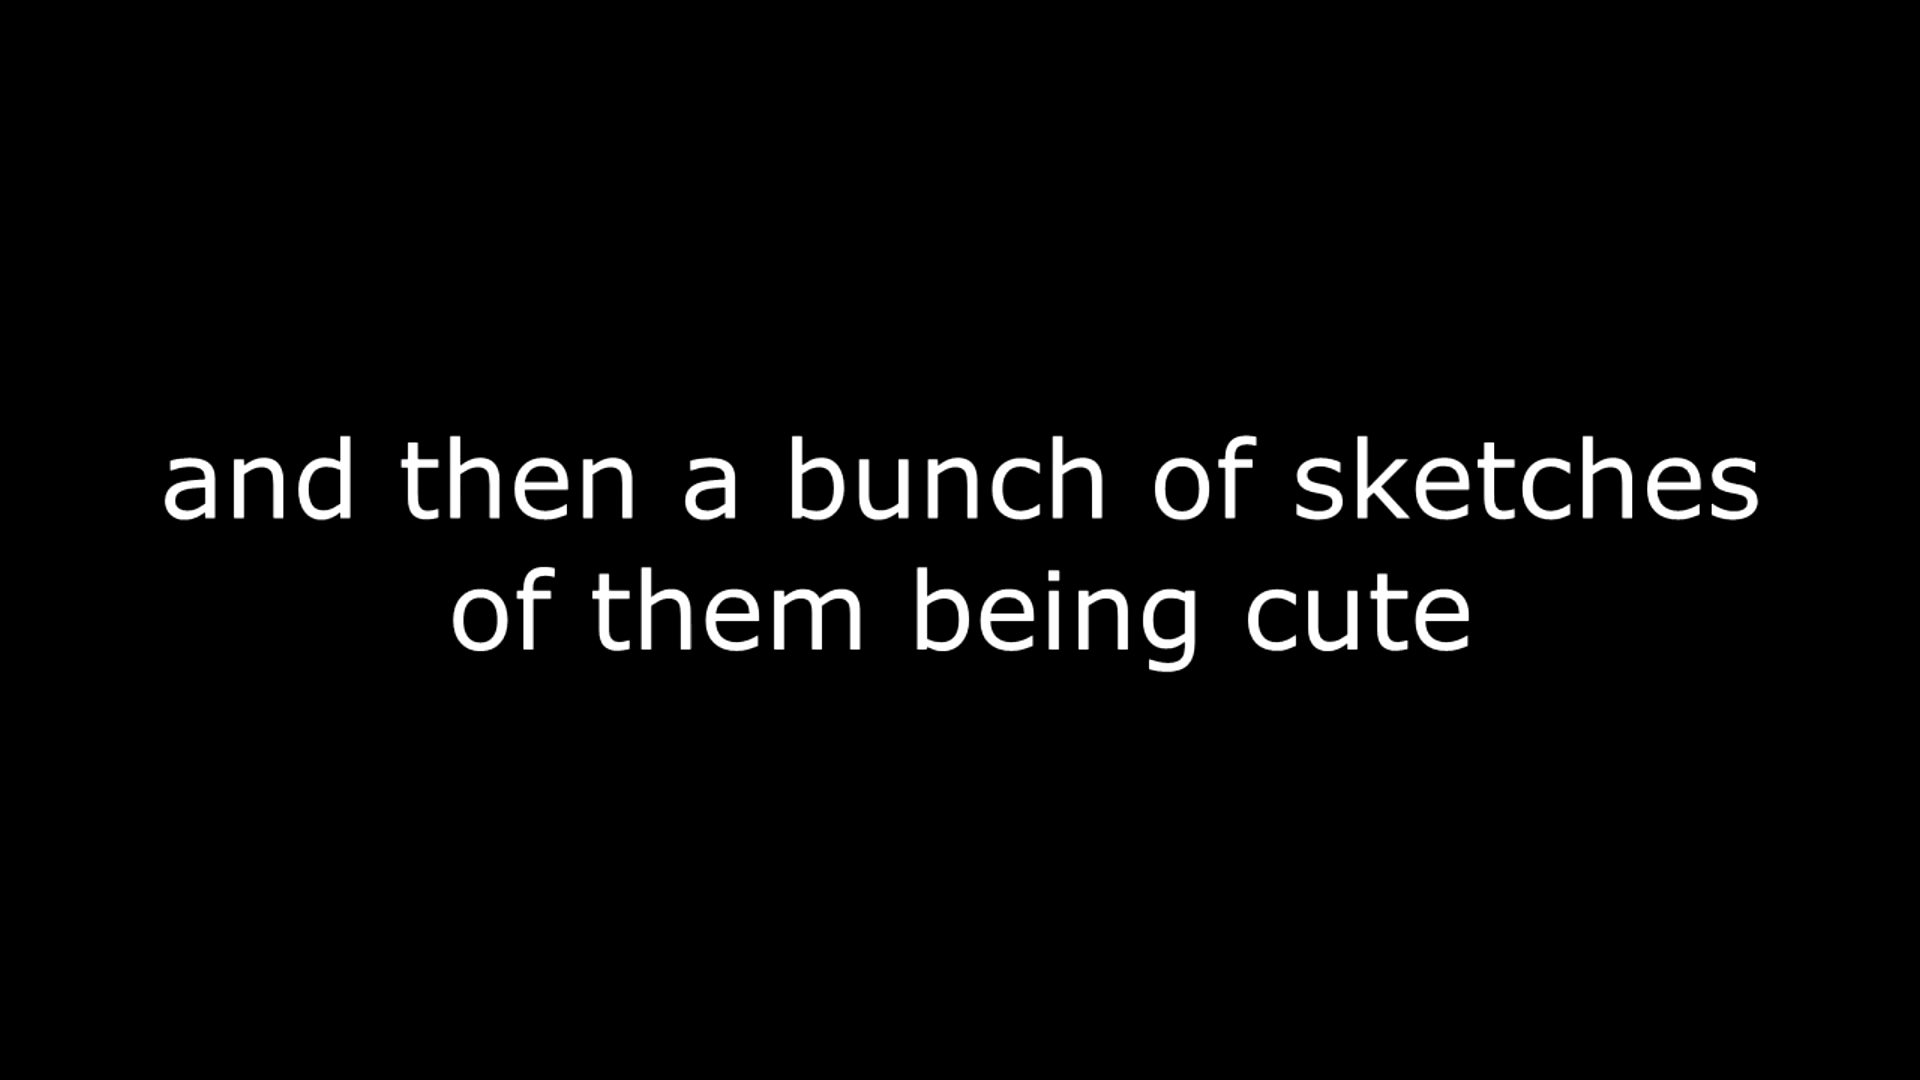 and then a bunch of sketches
of them being cute